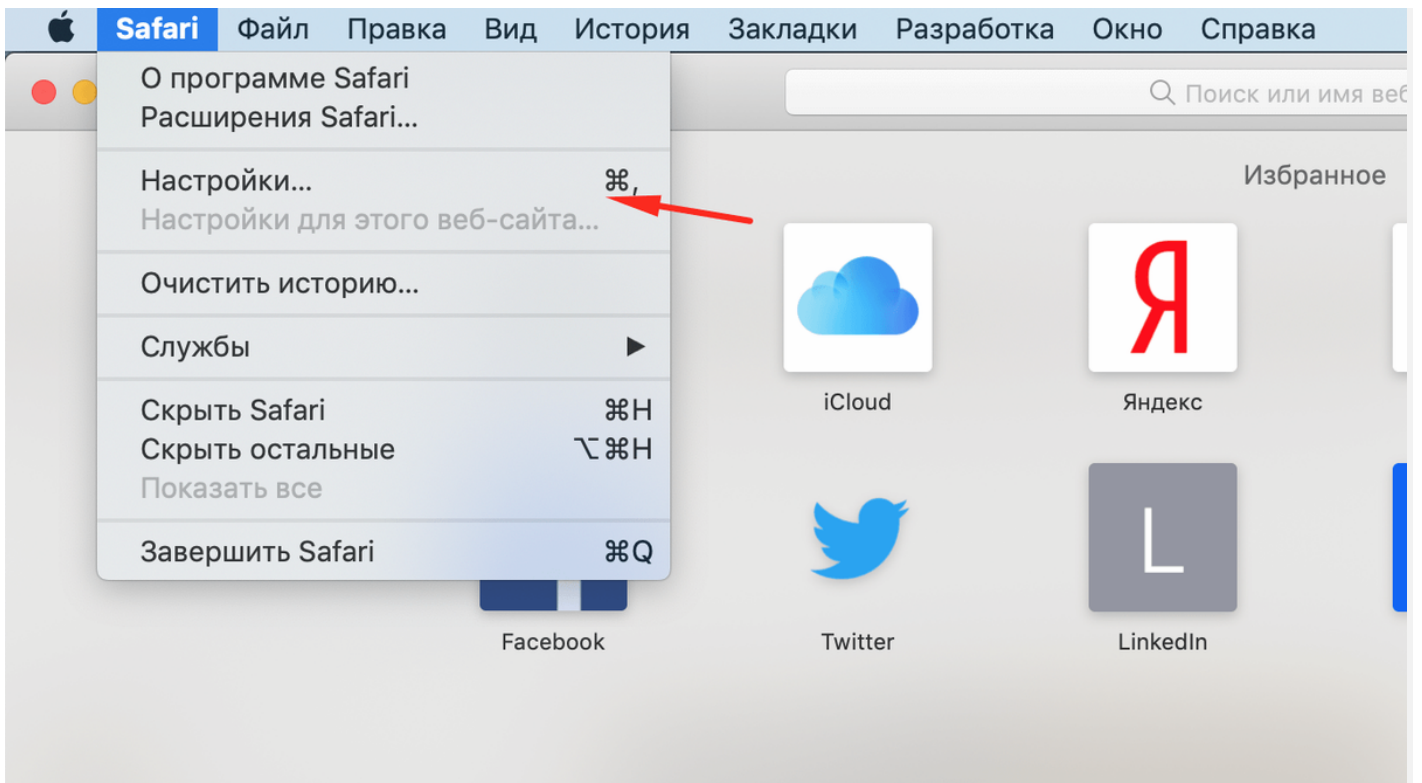 Safari Файл Правка Вид История Закладки Разработка Окно Справка
О программе Safari
Расширения Safari...
Поиск или имя веб
Настройки... ⌘,
Настройки для этого веб-сайта...
Избранное
Очистить историю...
Службы
Скрыть Safari ⌘H
Скрыть остальные ⌥⌘H
Показать все
Завершить Safari ⌘Q
iCloud
Я
Яндекс
L
Facebook
Twitter
LinkedIn